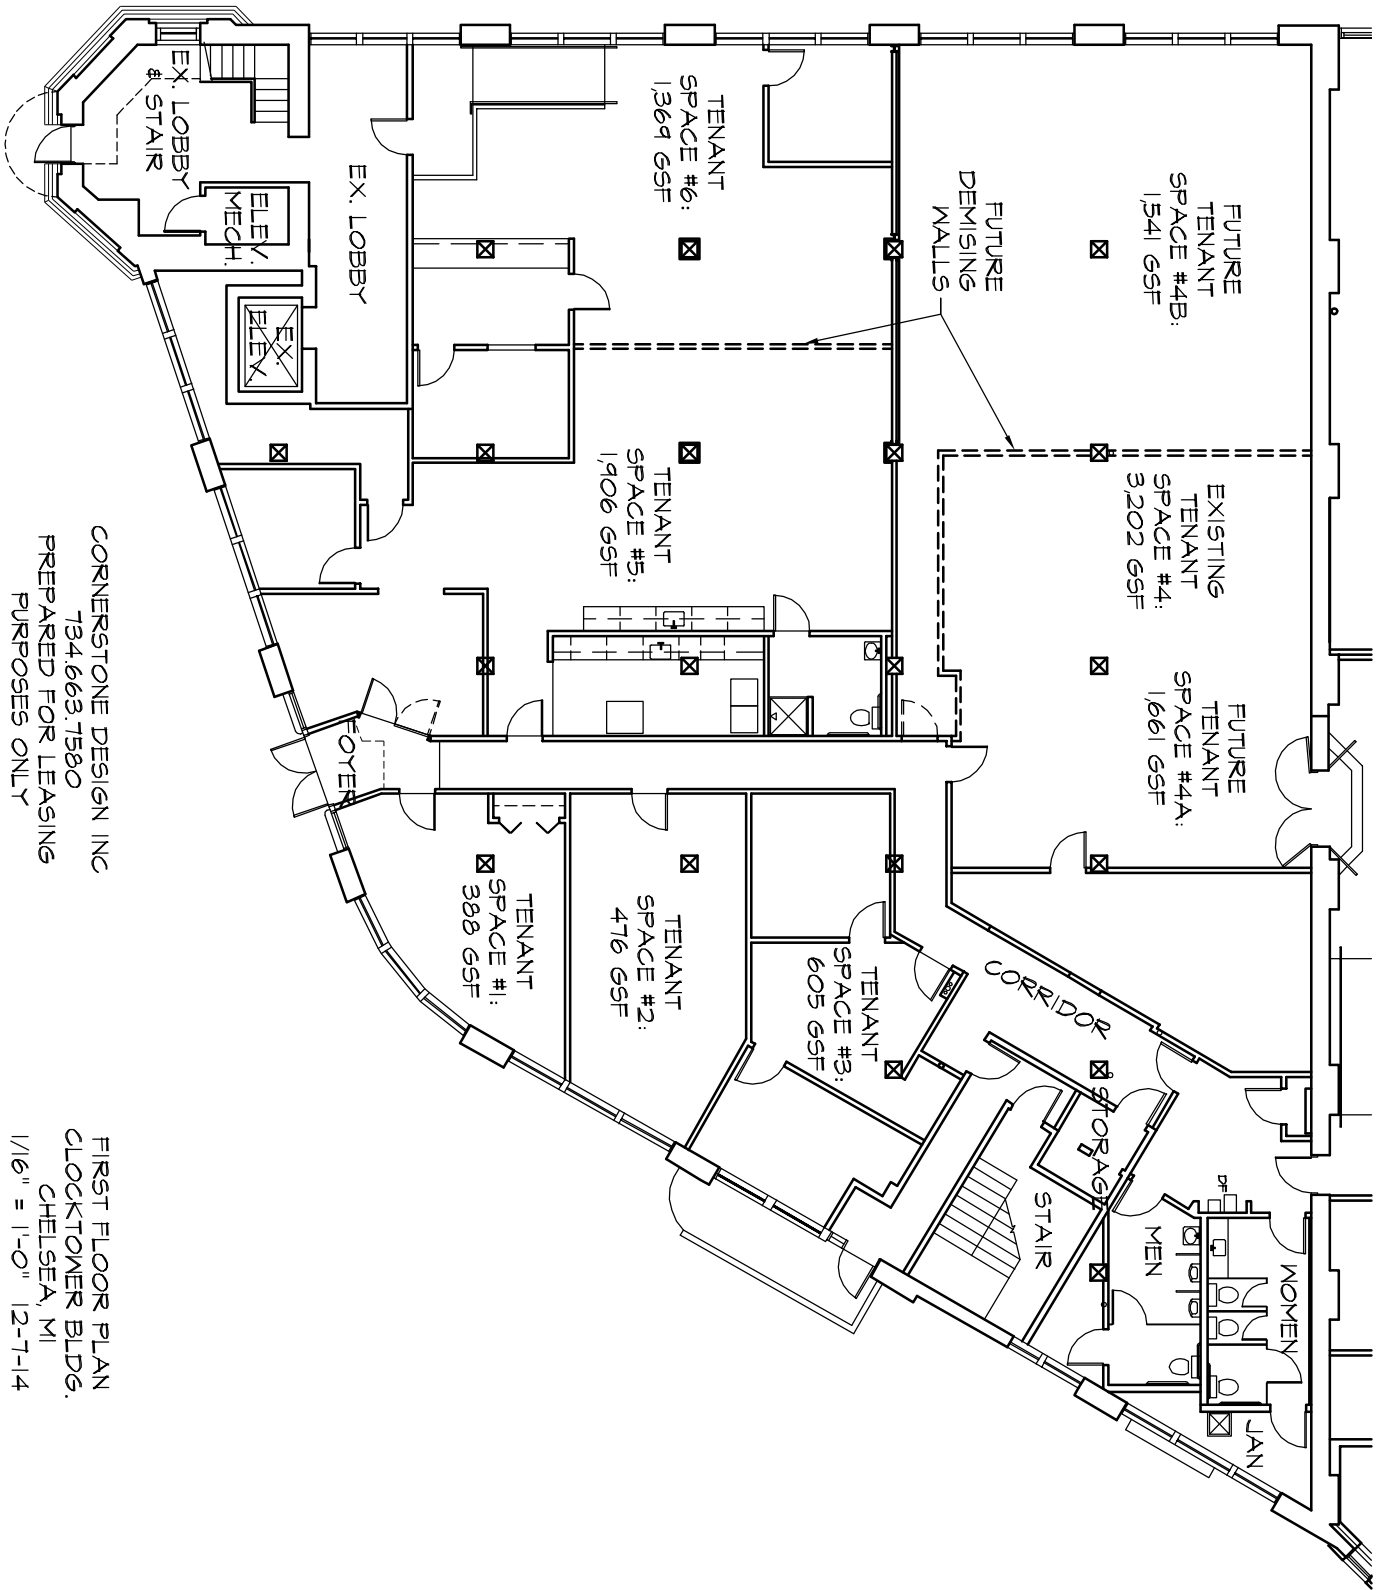 EX. LOBBY
& STAIR
ELEV.
MECH.
EX.
ELEV.
EX. LOBBY
TENANT
SPACE #6:
1,369 GSF
FUTURE
DEMISING
WALLS
FUTURE
TENANT
SPACE #4B:
1,541 GSF
EXISTING
TENANT
SPACE #4:
3,202 GSF
FUTURE
TENANT
SPACE #4A:
1,661 GSF
TENANT
SPACE #5:
1,906 GSF
FOYER
TENANT
SPACE #1:
388 GSF
TENANT
SPACE #2:
476 GSF
TENANT
SPACE #3:
605 GSF
CORRIDOR
STORAGE
STAIR
DF
MEN
WOMEN
JAN
CORNERSTONE DESIGN INC
734.663.7580
PREPARED FOR LEASING
PURPOSES ONLY
FIRST FLOOR PLAN
CLOCKTOWER BLDG.
CHELSEA, MI
1/16" = 1'-0" 12-7-14